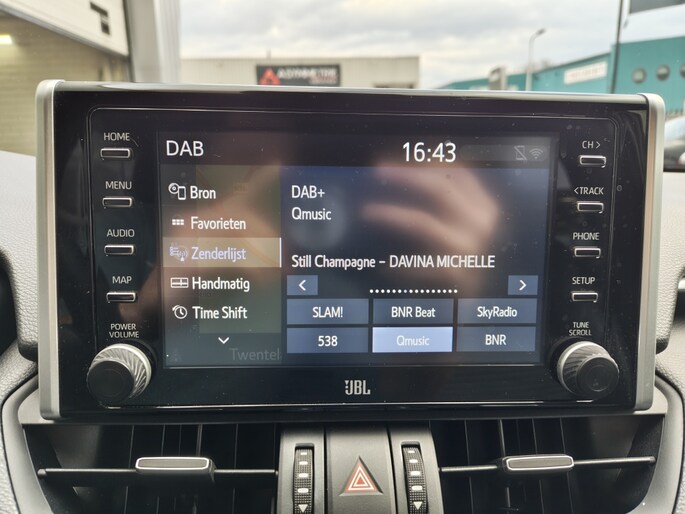 HOME
MENU
AUDIO
MAP
POWER
VOLUME
DAB
16:43
Bron
Favorieten
Zenderlijst
Handmatig
Time Shift
DAB+
Qmusic
Still Champagne – DAVINA MICHELLE
<
>
SLAM!
BNR Beat
SkyRadio
538
Qmusic
BNR
Twentel
CH >
< TRACK
PHONE
SETUP
TUNE
SCROLL
JBL